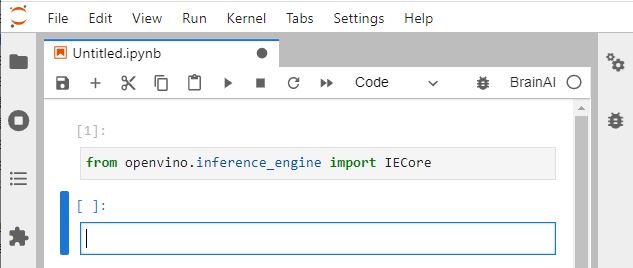 File Edit View Run Kernel Tabs Settings Help
Untitled.ipynb
Code BrainAI
[1]:
from openvino.inference_engine import IECore
[ ]: